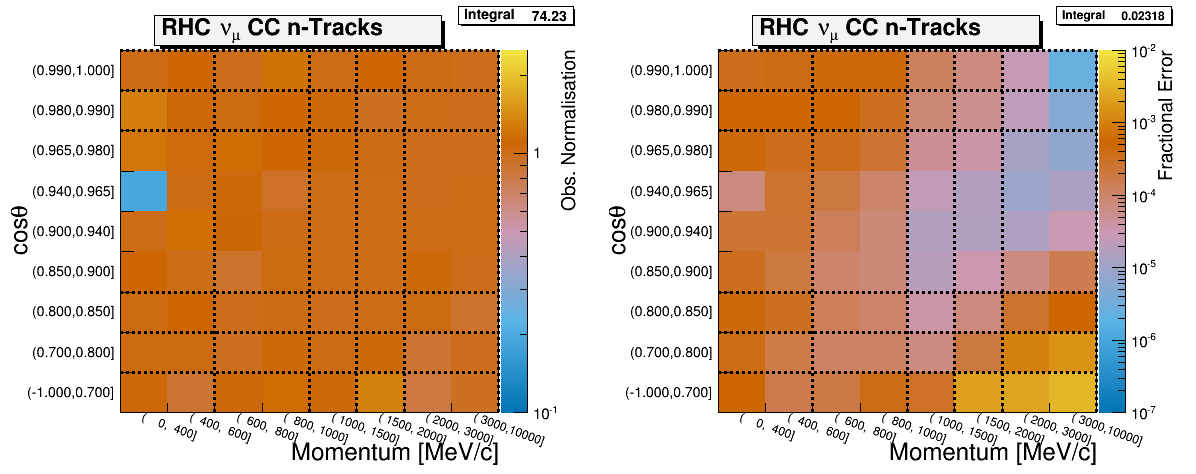 RHC νμ CC n-Tracks
Integral 74.23
(0.990,1.000]
(0.980,0.990]
(0.965,0.980]
(0.940,0.965]
(0.900,0.940]
(0.850,0.900]
(0.800,0.850]
(0.700,0.800]
(-1.000,0.700]
cosθ
( 0, 400]
( 400, 600]
( 600, 800]
( 800, 1000]
( 1000, 1500]
( 1500, 2000]
( 2000, 3000]
( 3000,10000]
Momentum [MeV/c]
1
10-1
Obs. Normalisation
RHC νμ CC n-Tracks
Integral 0.02318
(0.990,1.000]
(0.980,0.990]
(0.965,0.980]
(0.940,0.965]
(0.900,0.940]
(0.850,0.900]
(0.800,0.850]
(0.700,0.800]
(-1.000,0.700]
cosθ
( 0, 400]
( 400, 600]
( 600, 800]
( 800, 1000]
( 1000, 1500]
( 1500, 2000]
( 2000, 3000]
( 3000,10000]
Momentum [MeV/c]
10-2
10-3
10-4
10-5
10-6
10-7
Fractional Error